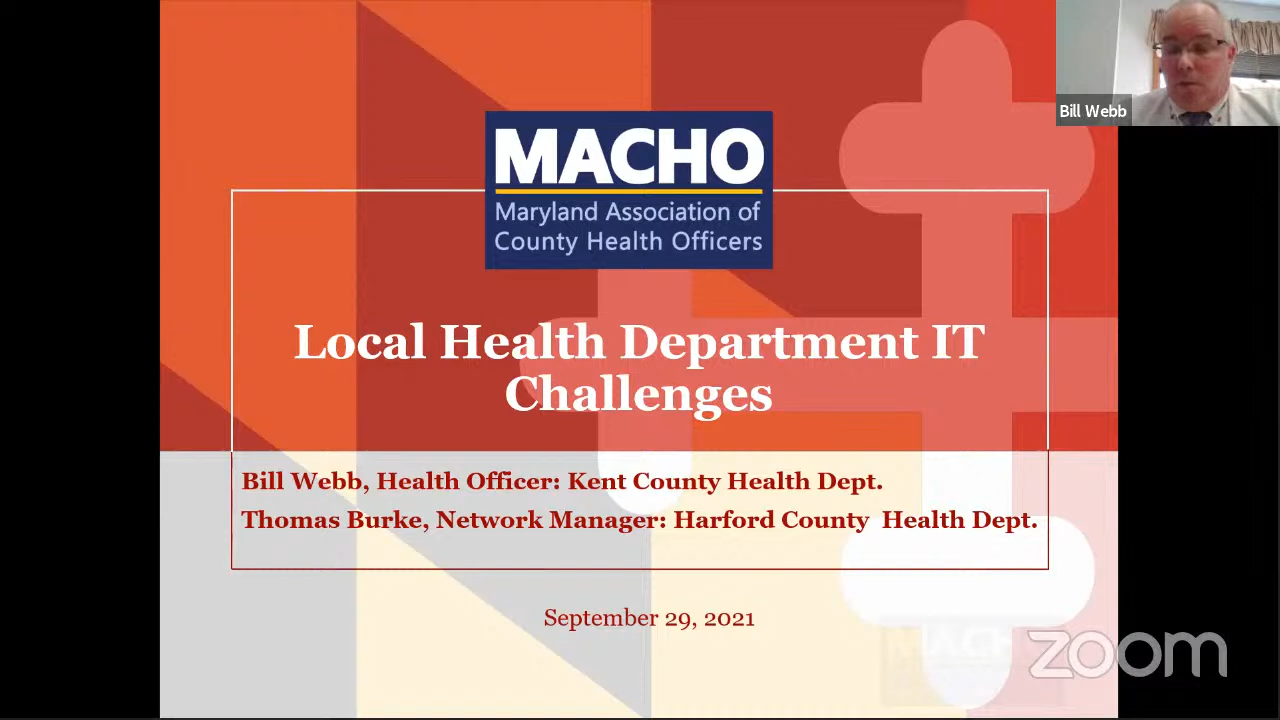 MACHO
Maryland Association of
County Health Officers
Bill Webb
Local Health Department IT
Challenges
Bill Webb, Health Officer: Kent County Health Dept.
Thomas Burke, Network Manager: Harford County Health Dept.
September 29, 2021
MACHO
zoom